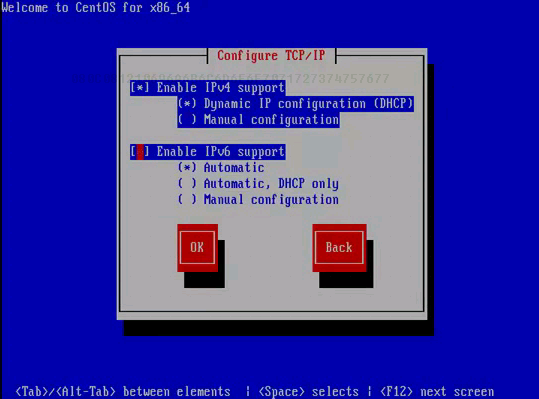 Welcome to CentOS for x86_64
Configure TCP/IP
[*] Enable IPv4 support
(*) Dynamic IP configuration (DHCP)
( ) Manual configuration
[ ] Enable IPv6 support
(*) Automatic
( ) Automatic, DHCP only
( ) Manual configuration
OK
Back
<Tab>/<Alt-Tab> between elements | <Space> selects | <F12> next screen